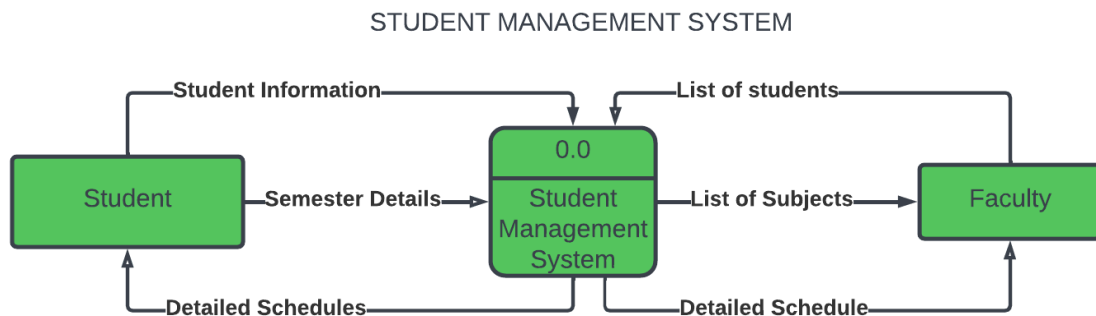 STUDENT MANAGEMENT SYSTEM
Student Information
List of students
0.0
Student
Semester Details
Student
Management
System
List of Subjects
Faculty
Detailed Schedules
Detailed Schedule